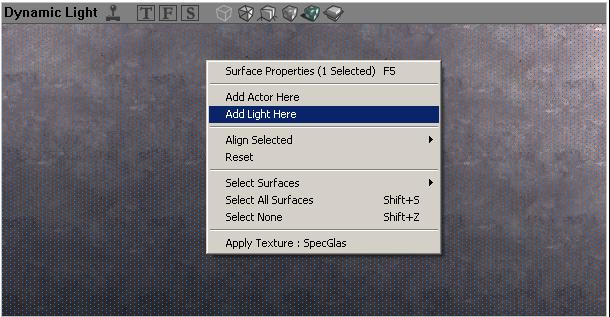 Dynamic Light T F S
Surface Properties (1 Selected) F5
Add Actor Here
Add Light Here
Align Selected
Reset
Select Surfaces
Select All Surfaces Shift+S
Select None Shift+Z
Apply Texture : SpecGlas